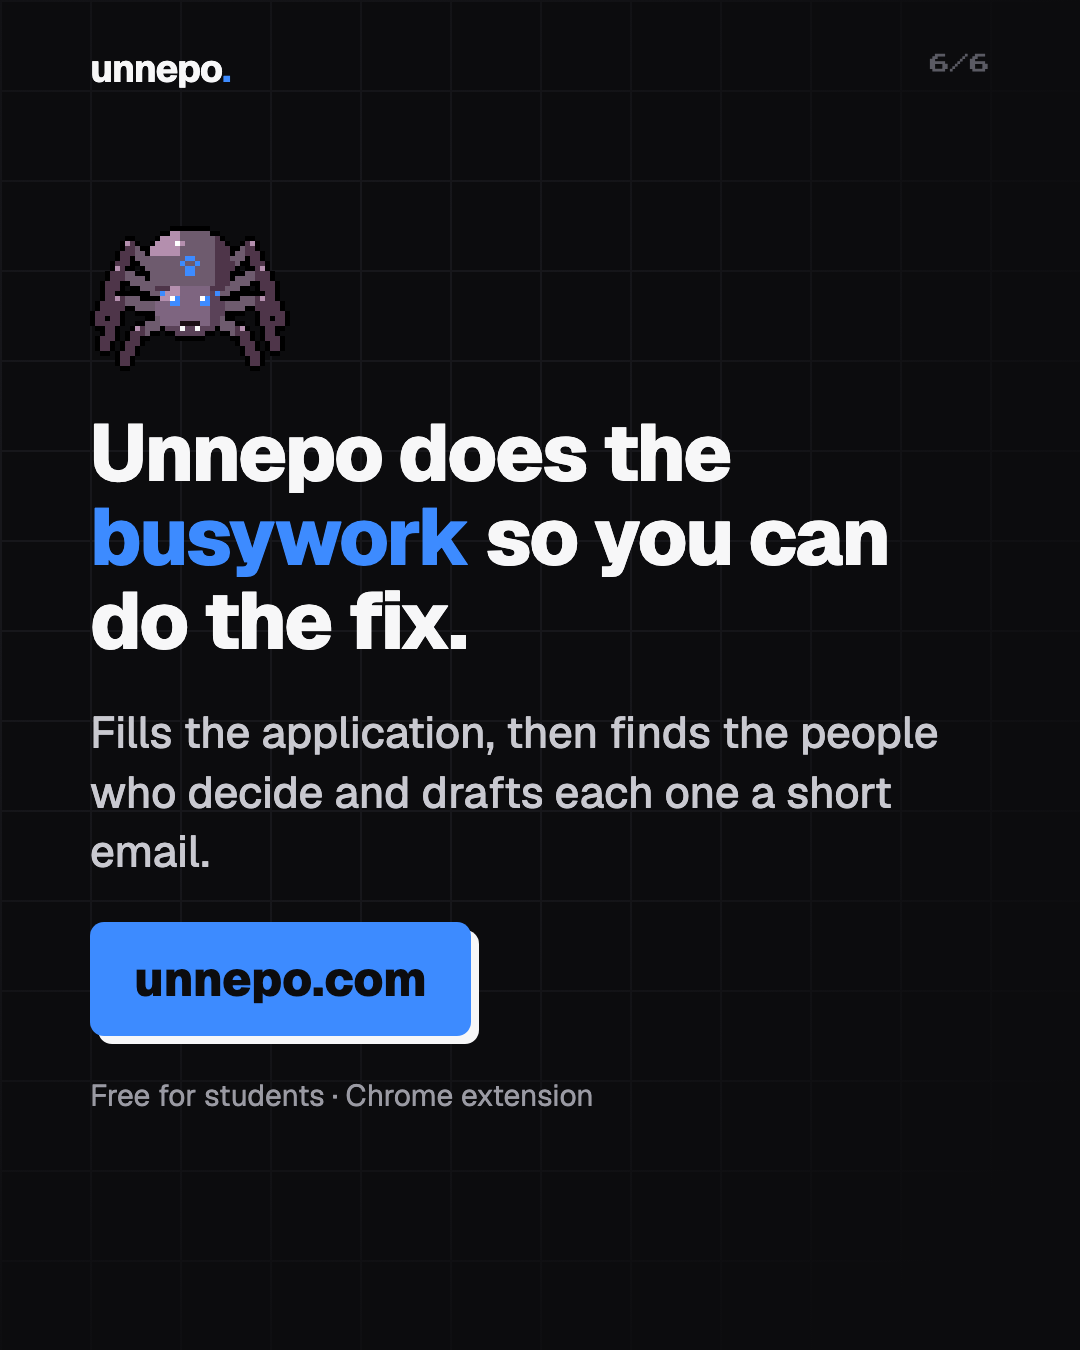 unnepo.
6/6
Unnepo does the
busywork so you can
do the fix.
Fills the application, then finds the people
who decide and drafts each one a short
email.
unnepo.com
Free for students · Chrome extension